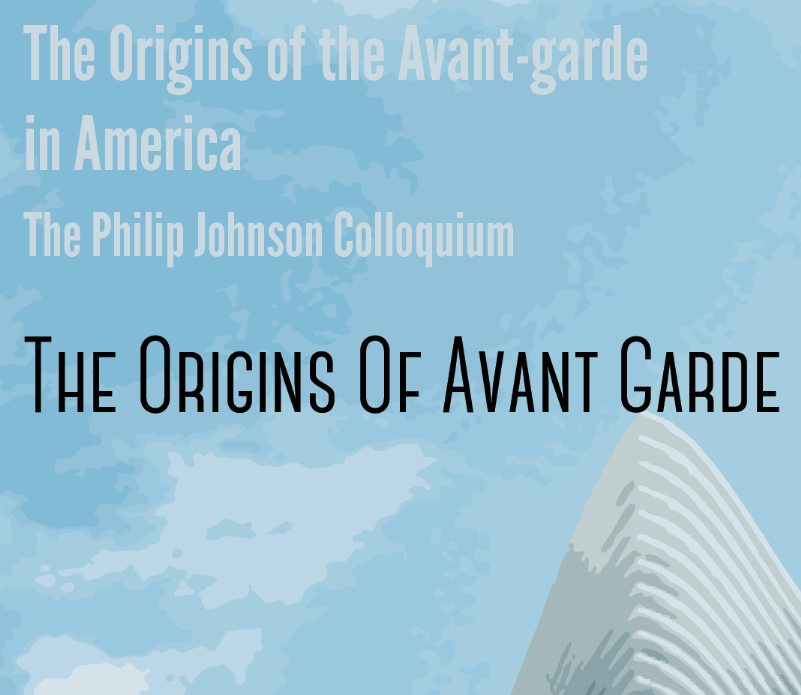 The Origins of the Avant-garde
in America
The Philip Johnson Colloquium
The Origins Of Avant Garde